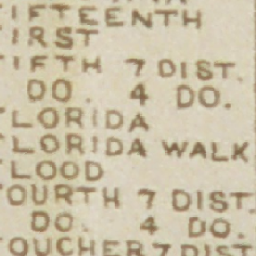 IFTEENTH
IRST
IFTH 7 DIST.
DO. 4 DO.
LORIDA
LORIDA WALK
LOOD
OURTH 7 DIST.
DO. 4 DO.
OUCHER 7 DIST